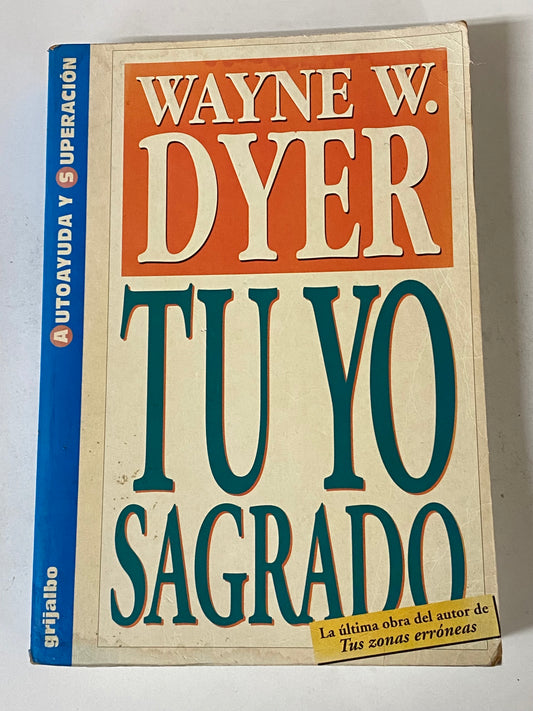 AUTOAYUDA Y SUPERACIÓN
WAYNE W.
DYER
TU YO
SAGRADO
La última obra del autor de
Tus zonas erróneas
grijalbo